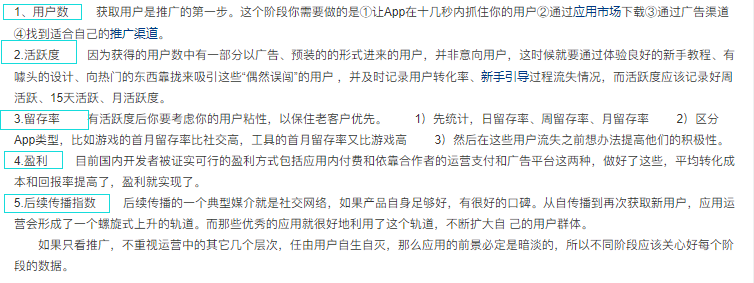 1、用户数 获取用户是推广的第一步。这个阶段你需要做的是①让App在十几秒内抓住你的用户②通过应用市场下载③通过广告渠道
④找到适合自己的推广渠道。
2.活跃度 因为获得的用户数中有一部分以广告、预装的的形式进来的用户，并非意向用户，这时候就要通过体验良好的新手教程、有
噱头的设计、向热门的东西靠拢来吸引这些“偶然误闯”的用户，并及时记录用户转化率、新手引导过程流失情况，而活跃度应该记录好周
活跃、15天活跃、月活跃度。
3.留存率 有活跃度后你要考虑你的用户粘性，以保住老客户优先。 1）先统计，日留存率、周留存率、月留存率 2）区分
App类型，比如游戏的首月留存率比社交高，工具的首月留存率又比游戏高 3）然后在这些用户流失之前想办法提高他们的积极性。
4.盈利 目前国内开发者被证实可行的盈利方式包括应用内付费和依靠合作者的运营支付和广告平台这两种，做好了这些，平均转化成
本和回报率提高了，盈利就实现了。
5.后续传播指数 后续传播的一个典型媒介就是社交网络，如果产品自身足够好，有很好的口碑。从自传播到再次获取新用户，应用运
营会形成了一个螺旋式上升的轨道。而那些优秀的应用就很好地利用了这个轨道，不断扩大自 己的用户群体。
如果只看推广，不重视运营中的其它几个层次，任由用户自生自灭，那么应用的前景必定是暗淡的，所以不同阶段应该关心好每个阶
段的数据。